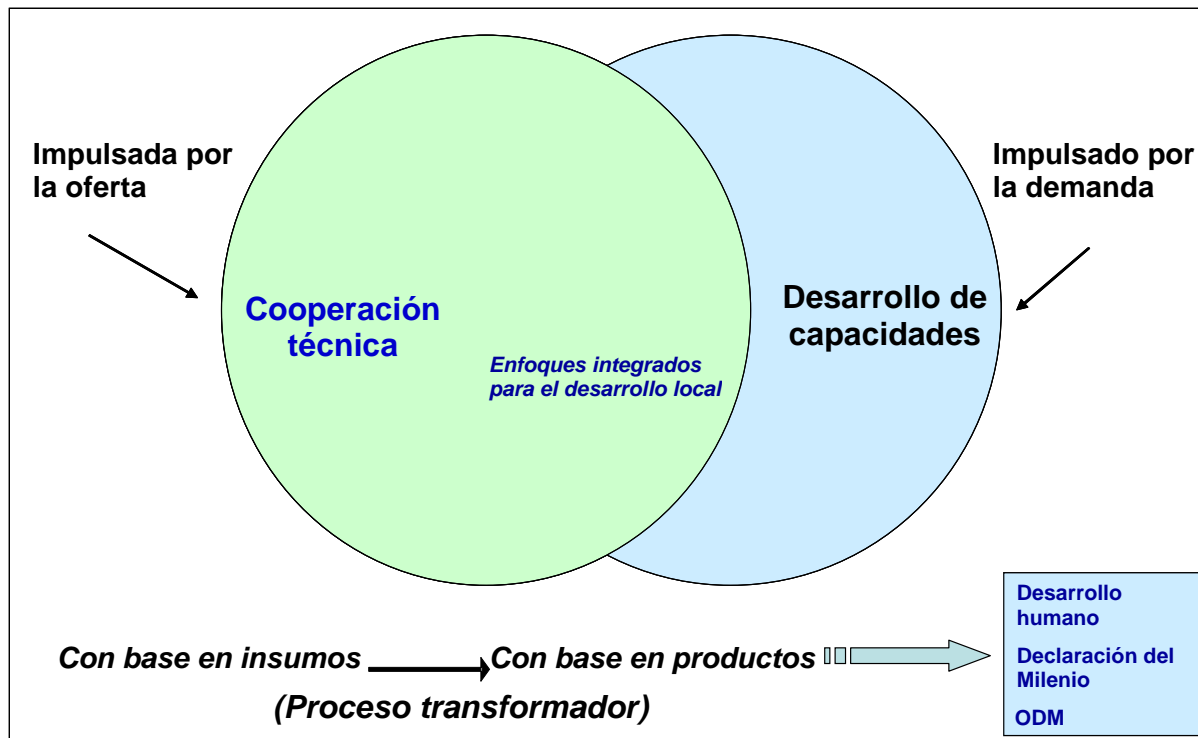 Impulsada por
la oferta
Impulsado por
la demanda
Cooperación
técnica
Desarrollo de
capacidades
Enfoques integrados
para el desarrollo local
Con base en insumos
Con base en productos
(Proceso transformador)
Desarrollo
humano
Declaración del
Milenio
ODM